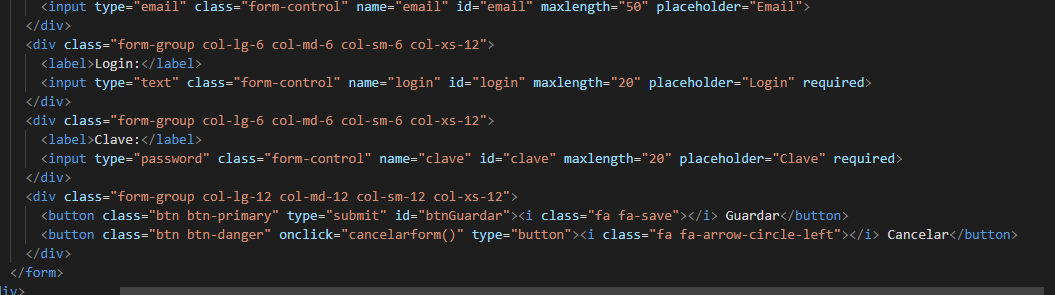 <input type="email" class="form-control" name="email" id="email" maxlength="50" placeholder="Email">
</div>
<div class="form-group col-lg-6 col-md-6 col-sm-6 col-xs-12">
<label>Login:</label>
<input type="text" class="form-control" name="login" id="login" maxlength="20" placeholder="Login" required>
</div>
<div class="form-group col-lg-6 col-md-6 col-sm-6 col-xs-12">
<label>Clave:</label>
<input type="password" class="form-control" name="clave" id="clave" maxlength="20" placeholder="Clave" required>
</div>
<div class="form-group col-lg-12 col-md-12 col-sm-12 col-xs-12">
<button class="btn btn-primary" type="submit" id="btnGuardar"><i class="fa fa-save"></i> Guardar</button>
<button class="btn btn-danger" onclick="cancelarform()" type="button"><i class="fa fa-arrow-circle-left"></i> Cancelar</button>
</div>
</form>
div>